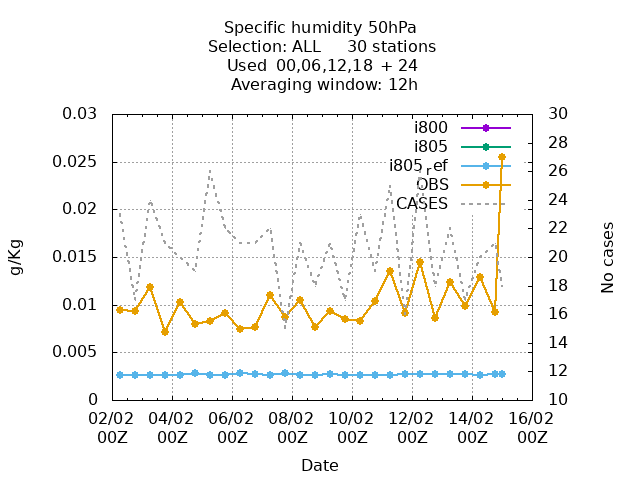 Specific humidity 50hPa
Selection: ALL 30 stations
Used 00,06,12,18 + 24
Averaging window: 12h
0.03
0.025
0.02
0.015
0.01
0.005
0
30
28
26
24
22
20
18
16
14
12
10
i800
i805
i805ref
OBS
CASES
g/Kg
No cases
02/02 04/02 06/02 08/02 10/02 12/02 14/02 16/02
00Z 00Z 00Z 00Z 00Z 00Z 00Z 00Z
Date